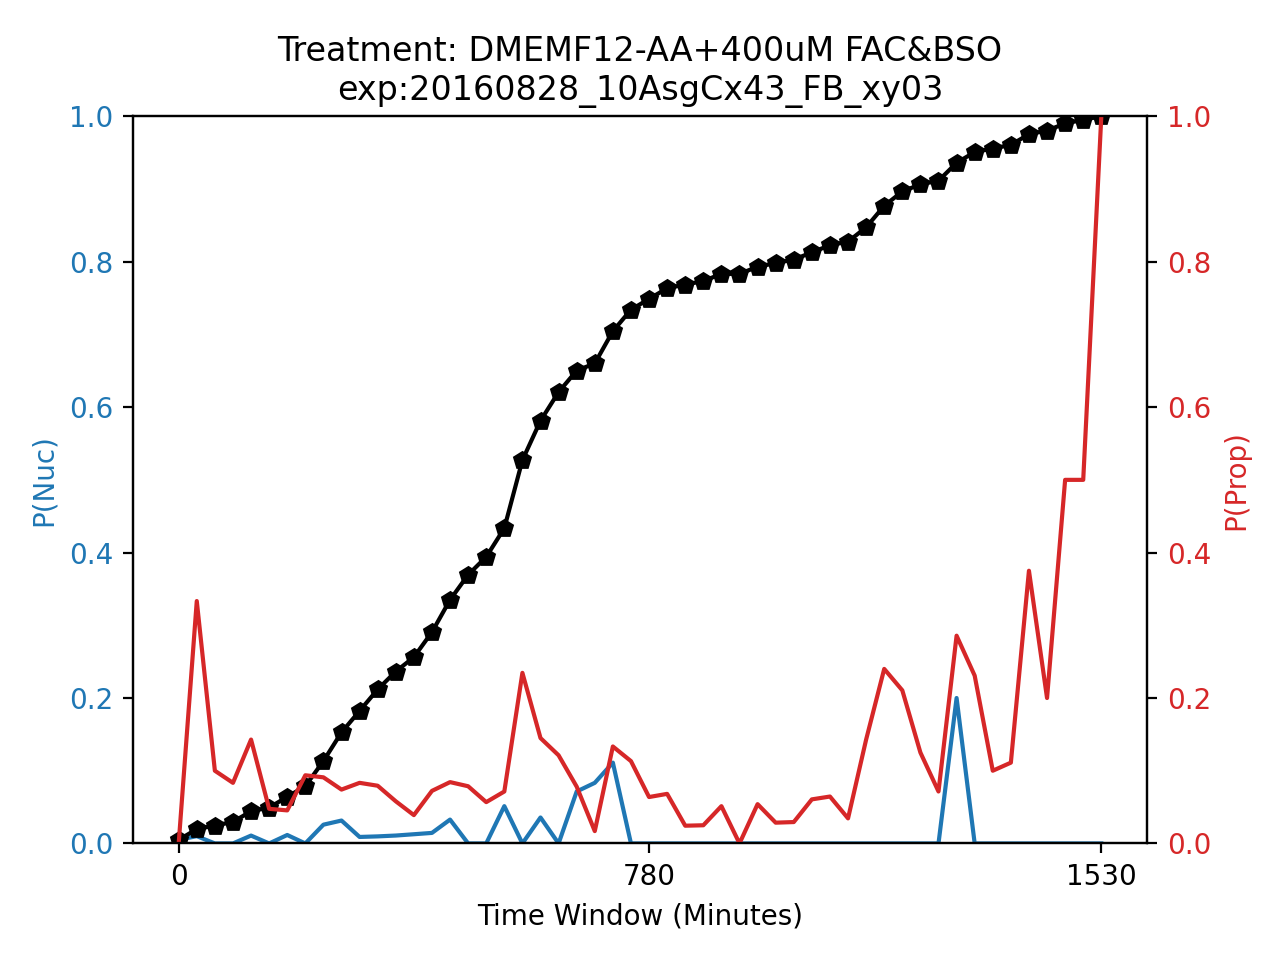 Treatment: DMEMF12-AA+400uM FAC&BSO
exp:20160828_10AsgCx43_FB_xy03
1.0
0.8
0.6
0.4
0.2
0.0
P(Nuc)
1.0
0.8
0.6
0.4
0.2
0.0
P(Prop)
0 780 1530
Time Window (Minutes)